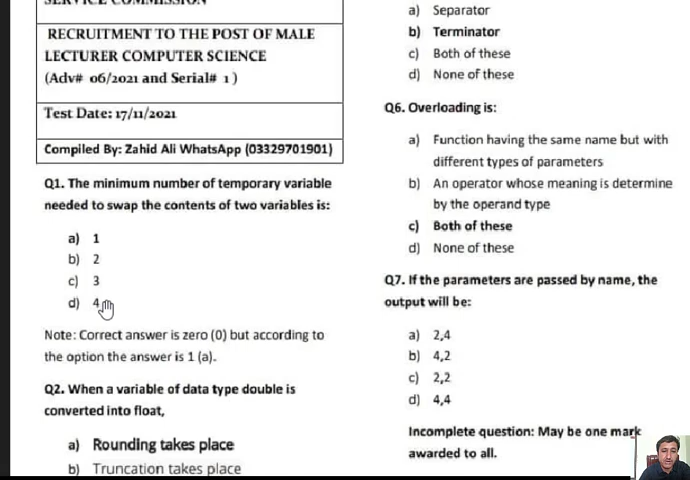 SERVICE COMMISSION
RECRUITMENT TO THE POST OF MALE
LECTURER COMPUTER SCIENCE
(Adv# 06/2021 and Serial# 1 )
Test Date: 17/11/2021
Compiled By: Zahid Ali WhatsApp (03329701901)
Q1. The minimum number of temporary variable
needed to swap the contents of two variables is:
a) 1
b) 2
c) 3
d) 4
Note: Correct answer is zero (0) but according to
the option the answer is 1 (a).
Q2. When a variable of data type double is
converted into float,
a) Rounding takes place
b) Truncation takes place
a) Separator
b) Terminator
c) Both of these
d) None of these
Q6. Overloading is:
a) Function having the same name but with
different types of parameters
b) An operator whose meaning is determine
by the operand type
c) Both of these
d) None of these
Q7. If the parameters are passed by name, the
output will be:
a) 2,4
b) 4,2
c) 2,2
d) 4,4
Incomplete question: May be one mark
awarded to all.